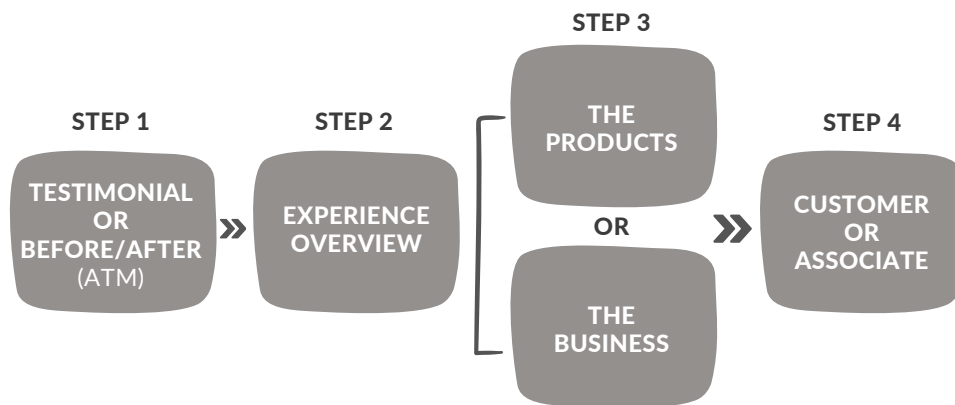 STEP 1
TESTIMONIAL
OR
BEFORE/AFTER
(ATM)
STEP 2
EXPERIENCE
OVERVIEW
STEP 3
THE
PRODUCTS
OR
THE
BUSINESS
STEP 4
CUSTOMER
OR
ASSOCIATE